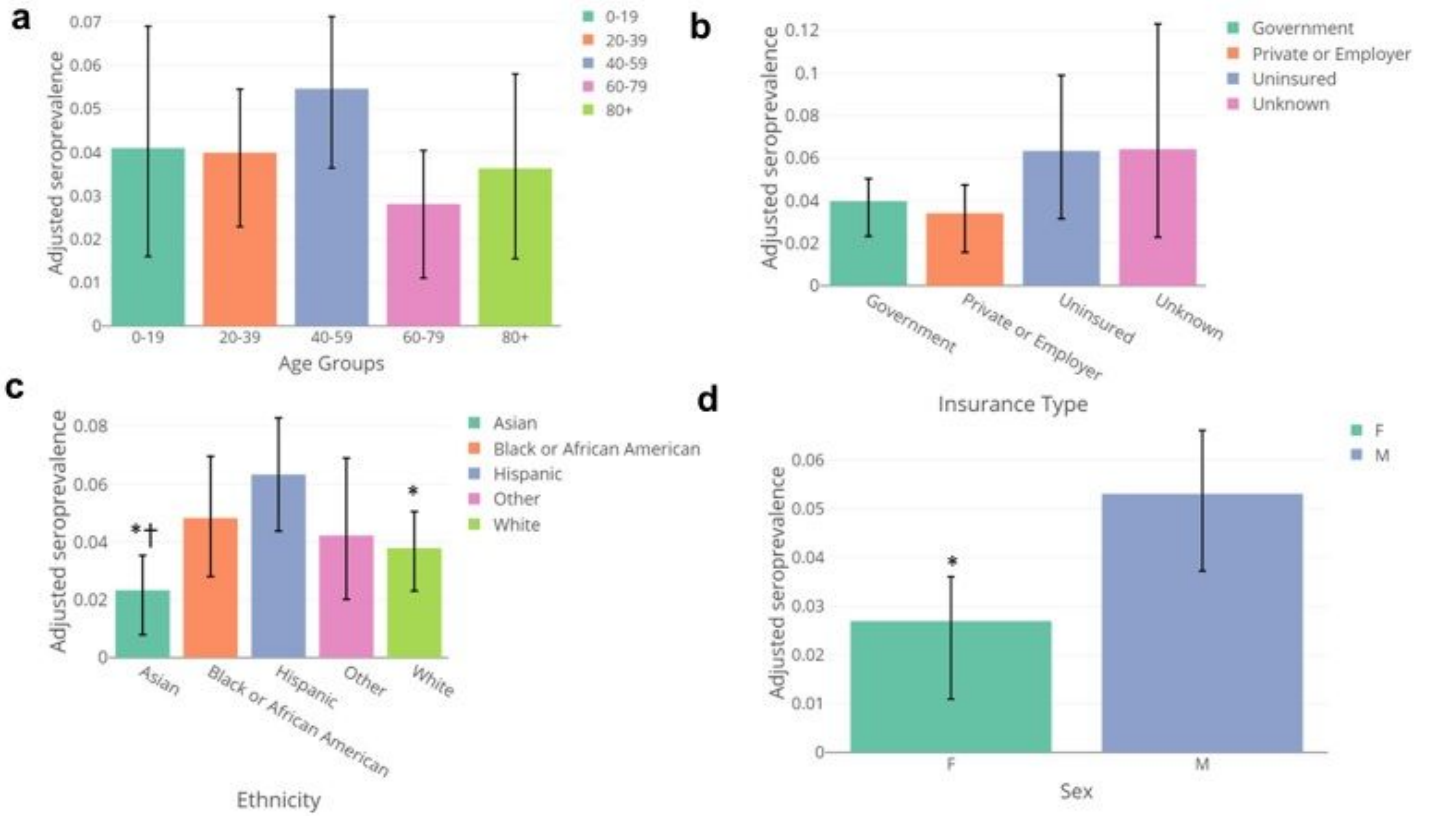 a
Adjusted seroprevalence
0.07
0.06
0.05
0.04
0.03
0.02
0.01
0
0-19
20-39
40-59
60-79
80+
Age Groups
0-19
20-39
40-59
60-79
80+
b
Adjusted seroprevalence
0.12
0.1
0.08
0.06
0.04
0.02
0
Government
Private or Employer
Uninsured
Unknown
Insurance Type
Government
Private or Employer
Uninsured
Unknown
c
Adjusted seroprevalence
0.08
0.06
0.04
0.02
0
*†
*
Asian
Black or African American
Hispanic
Other
White
Ethnicity
Asian
Black or African American
Hispanic
Other
White
d
Adjusted seroprevalence
0.06
0.05
0.04
0.03
0.02
0.01
0
*
F
M
Sex
F
M